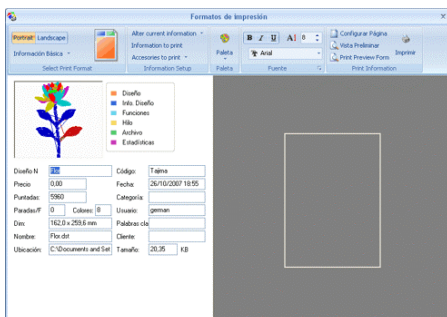 Formatos de impresión
Portrait Landscape
Información Básica
Select Print Format
Alter current information
Information to print
Accesories to print
Information Setup
Paleta
Paleta
B I U A 8
Arial
Fuente
Configurar Página
Vista Preliminar
Print Preview Form
Imprimir
Print Information
Diseño
Inta. Diseño
Funciones
Hilo
Archivo
Estadísticas
Diseño N Flor Código: Tajima
Precio 0,00 Fecha: 26/10/2007 18:55
Puntadas: 5960 Categoría:
Paradas/F 0 Colores: 8 Usuario: german
Dim: 162,0 x 259,6 mm Palabras cla
Nombre: Flor.dst Cliente:
Ubicación: C:\Documents and Set Tamaño: 20,35 KB